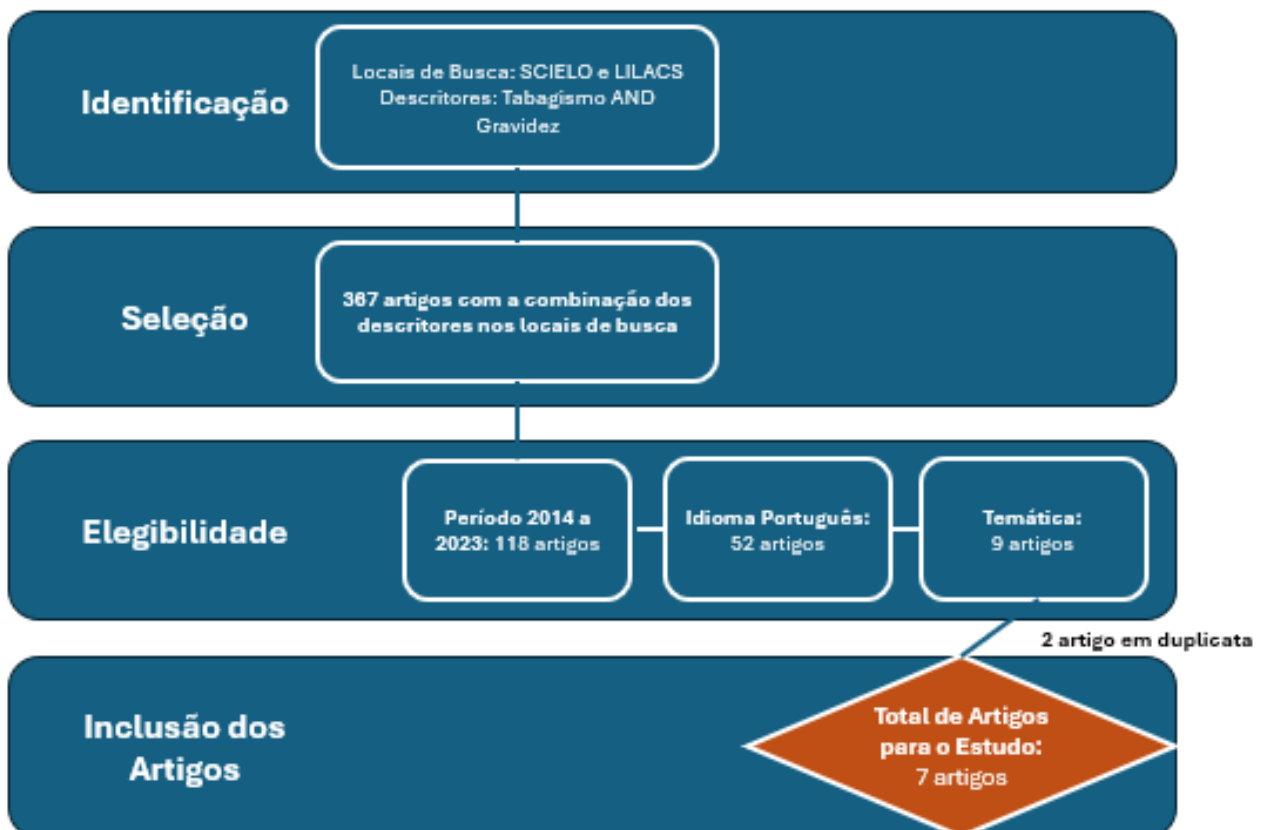 Identificação
Locais de Busca: SCIELO e LILACS
Descritores: Tabagismo AND
Gravidez
Seleção
367 artigos com a combinação dos
descritores nos locais de busca
Elegibilidade
Período 2014 a
2023: 118 artigos
Idioma Português:
52 artigos
Temática:
9 artigos
2 artigo em duplicata
Inclusão dos
Artigos
Total de Artigos
para o Estudo:
7 artigos